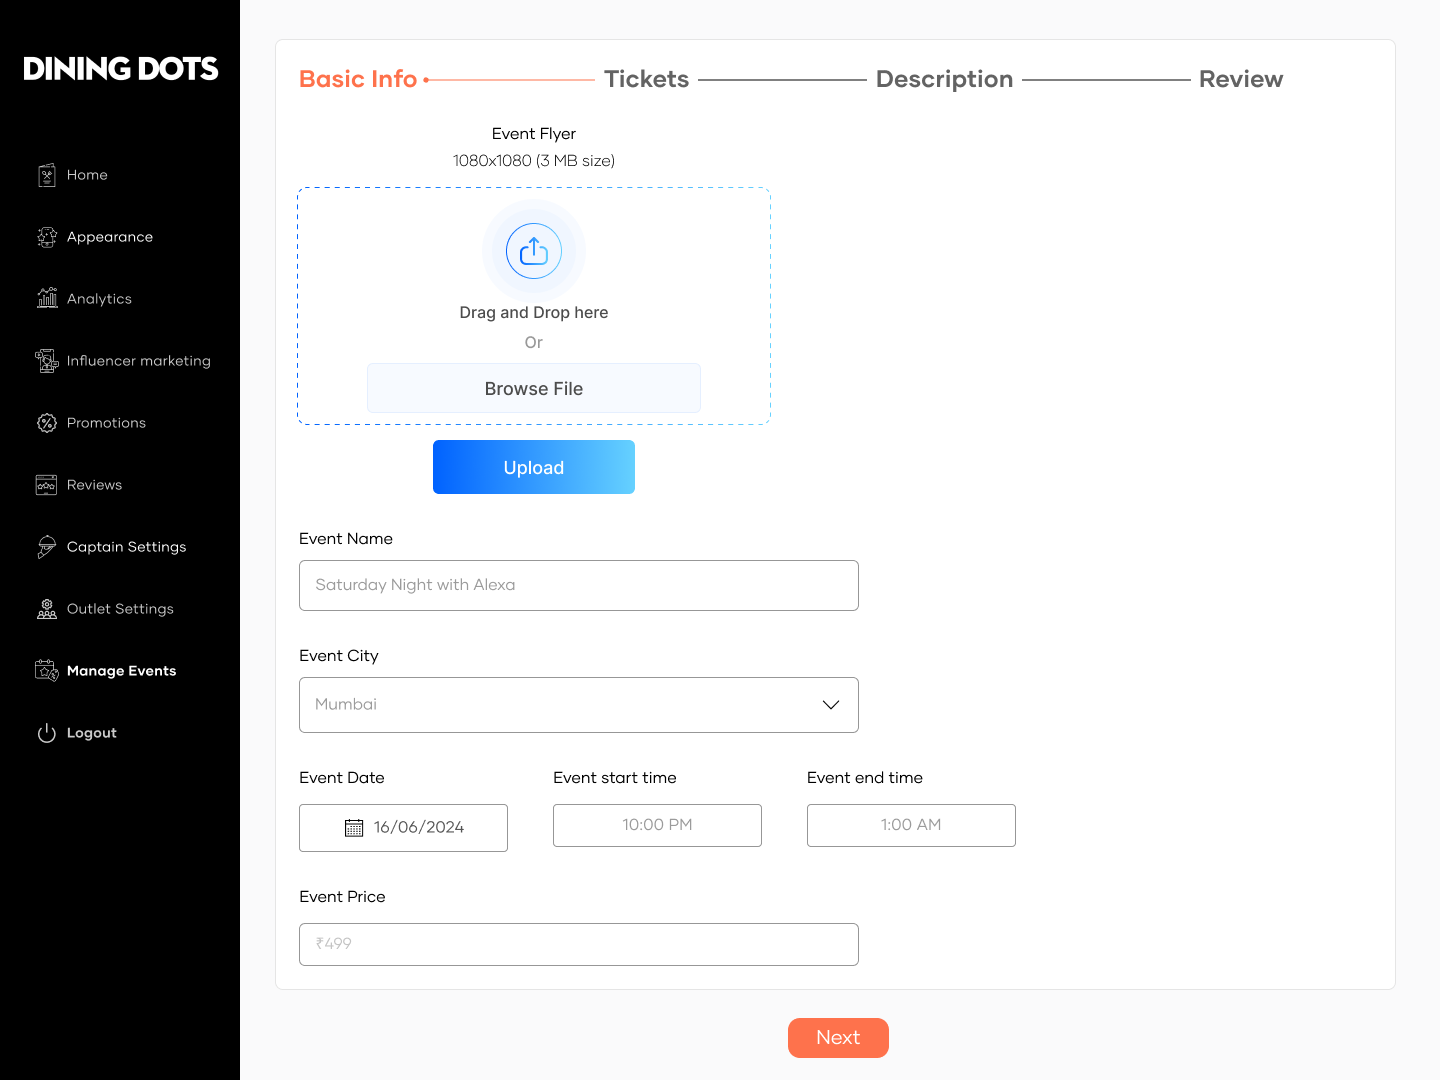 DINING DOTS
Home
Appearance
Analytics
Influencer marketing
Promotions
Reviews
Captain Settings
Outlet Settings
Manage Events
Logout
Basic Info Tickets Description Review
Event Flyer
1080x1080 (3 MB size)
Drag and Drop here
Or
Browse File
Upload
Event Name
Saturday Night with Alexa
Event City
Mumbai
Event Date Event start time Event end time
16/06/2024 10:00 PM 1:00 AM
Event Price
₹499
Next